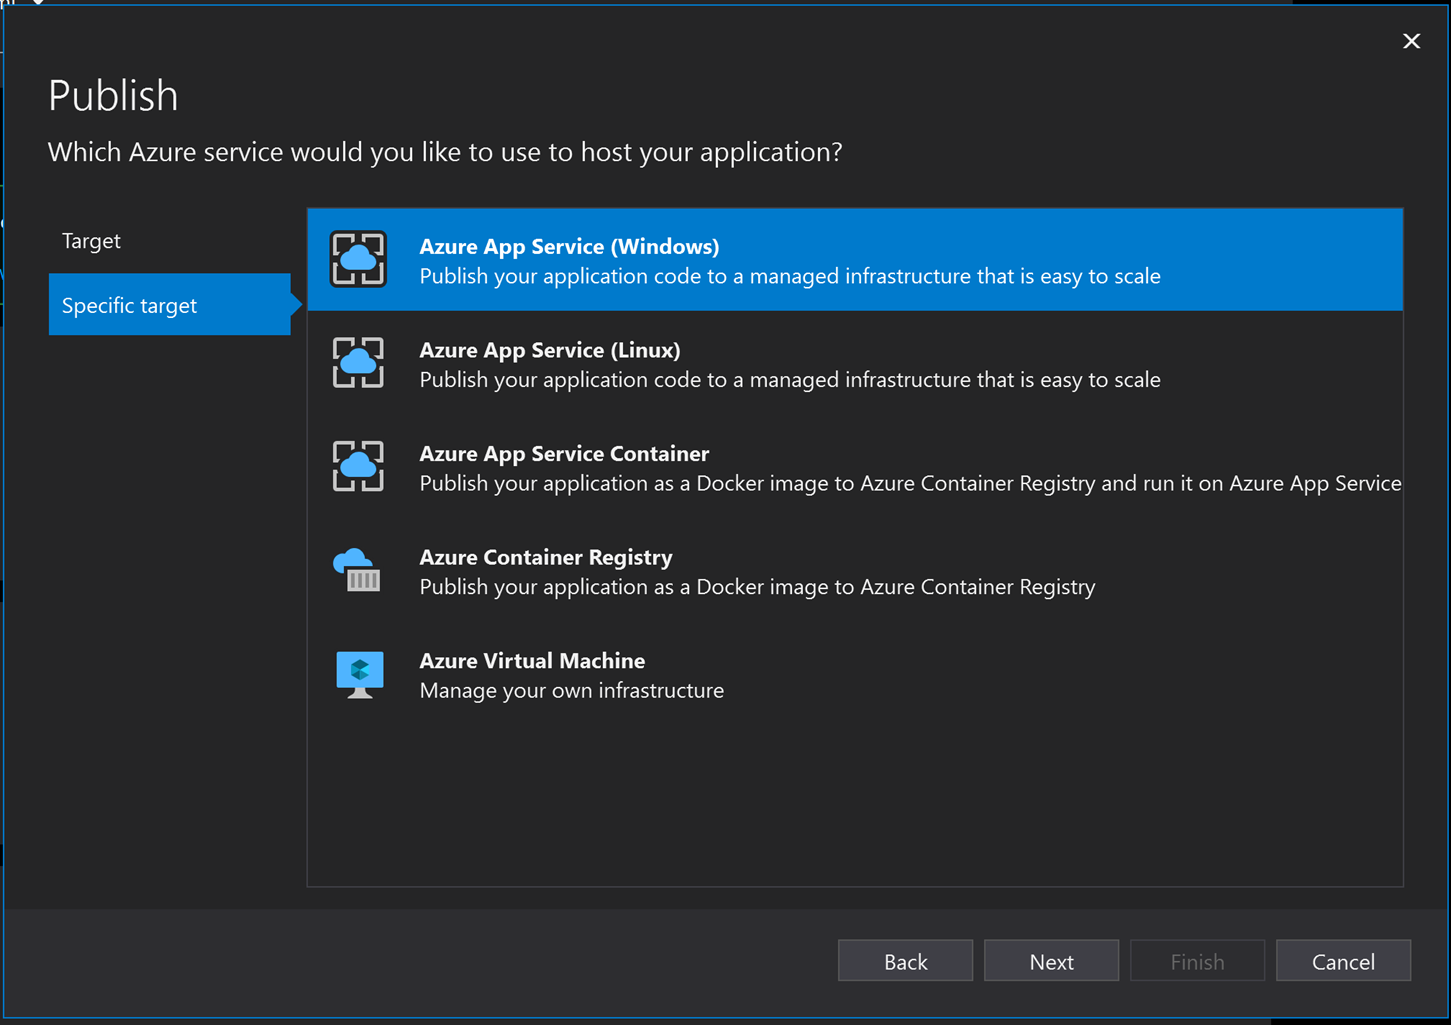 Publish
Which Azure service would you like to use to host your application?
Target
Specific target
Azure App Service (Windows)
Publish your application code to a managed infrastructure that is easy to scale
Azure App Service (Linux)
Publish your application code to a managed infrastructure that is easy to scale
Azure App Service Container
Publish your application as a Docker image to Azure Container Registry and run it on Azure App Service
Azure Container Registry
Publish your application as a Docker image to Azure Container Registry
Azure Virtual Machine
Manage your own infrastructure
Back
Next
Finish
Cancel